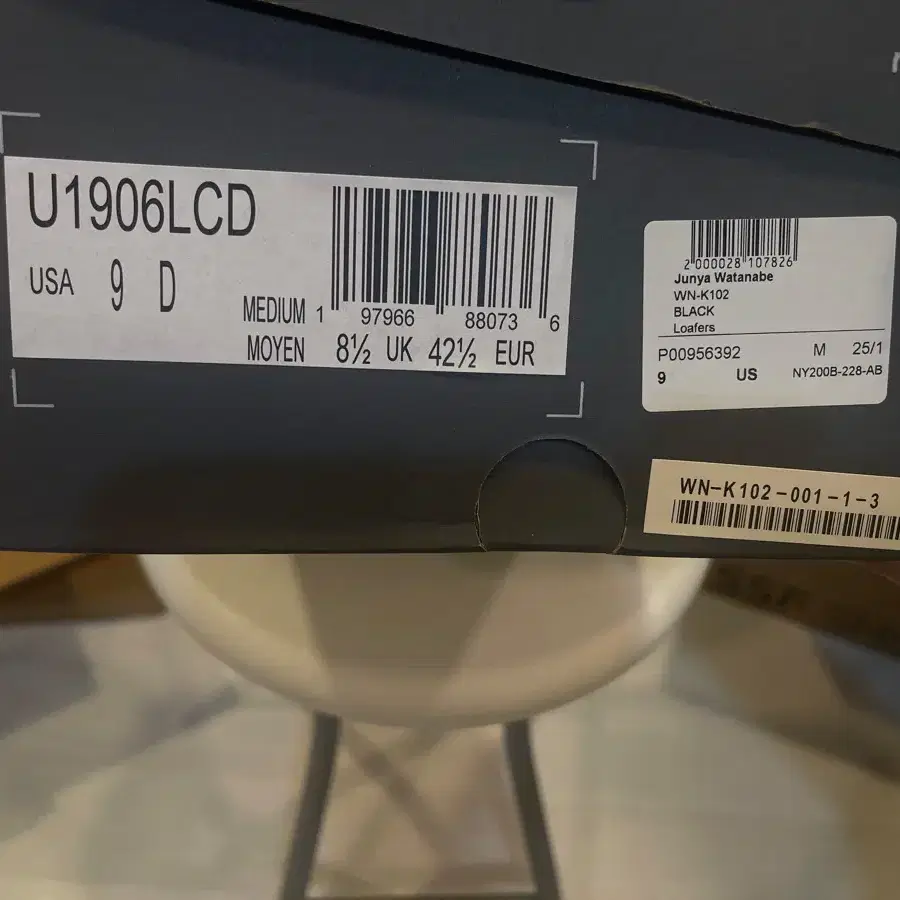 U1906LCD
USA 9 D
MEDIUM
MOYEN
1 97966 88073 6
8½ UK 42½ EUR
2 000028 107826
Junya Watanabe
WN-K102
BLACK
Loafers
P00956392 M 25/1
9 US NY200B-228-AB
WN-K102-001-1-3